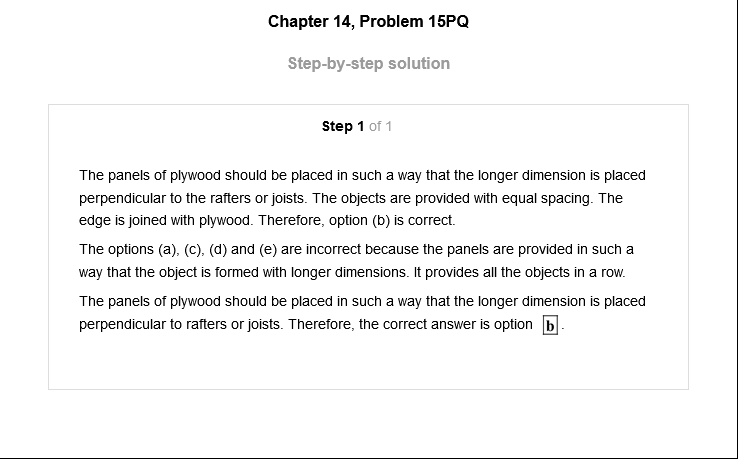 Chapter 14, Problem 15PQ
Step-by-step solution
Step 1 of 1
The panels of plywood should be placed in such a way that the longer dimension is placed
perpendicular to the rafters or joists. The objects are provided with equal spacing. The
edge is joined with plywood. Therefore, option (b) is correct.
The options (a), (c), (d) and (e) are incorrect because the panels are provided in such a
way that the object is formed with longer dimensions. It provides all the objects in a row.
The panels of plywood should be placed in such a way that the longer dimension is placed
perpendicular to rafters or joists. Therefore, the correct answer is option b.